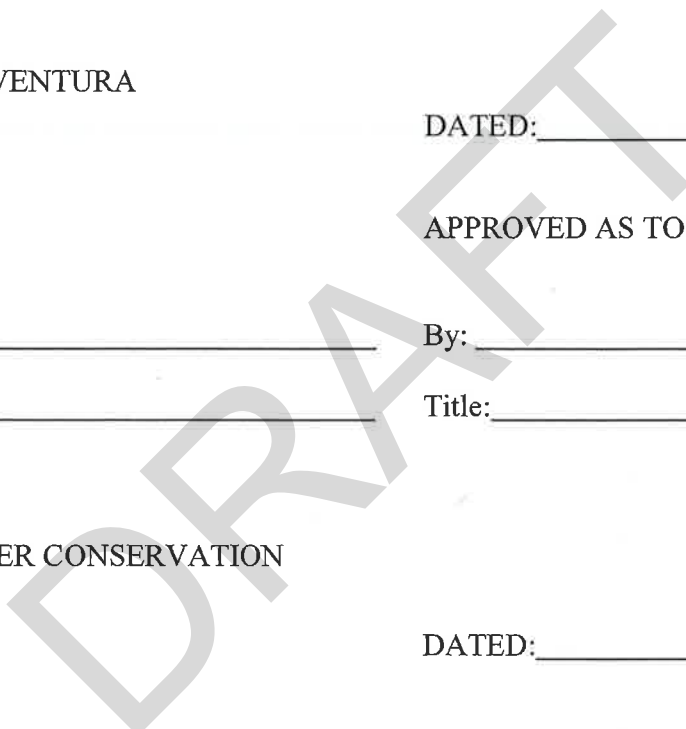 VENTURA
DATED:
APPROVED AS TO
By:
Title:
ER CONSERVATION
DATED:
DRAFT